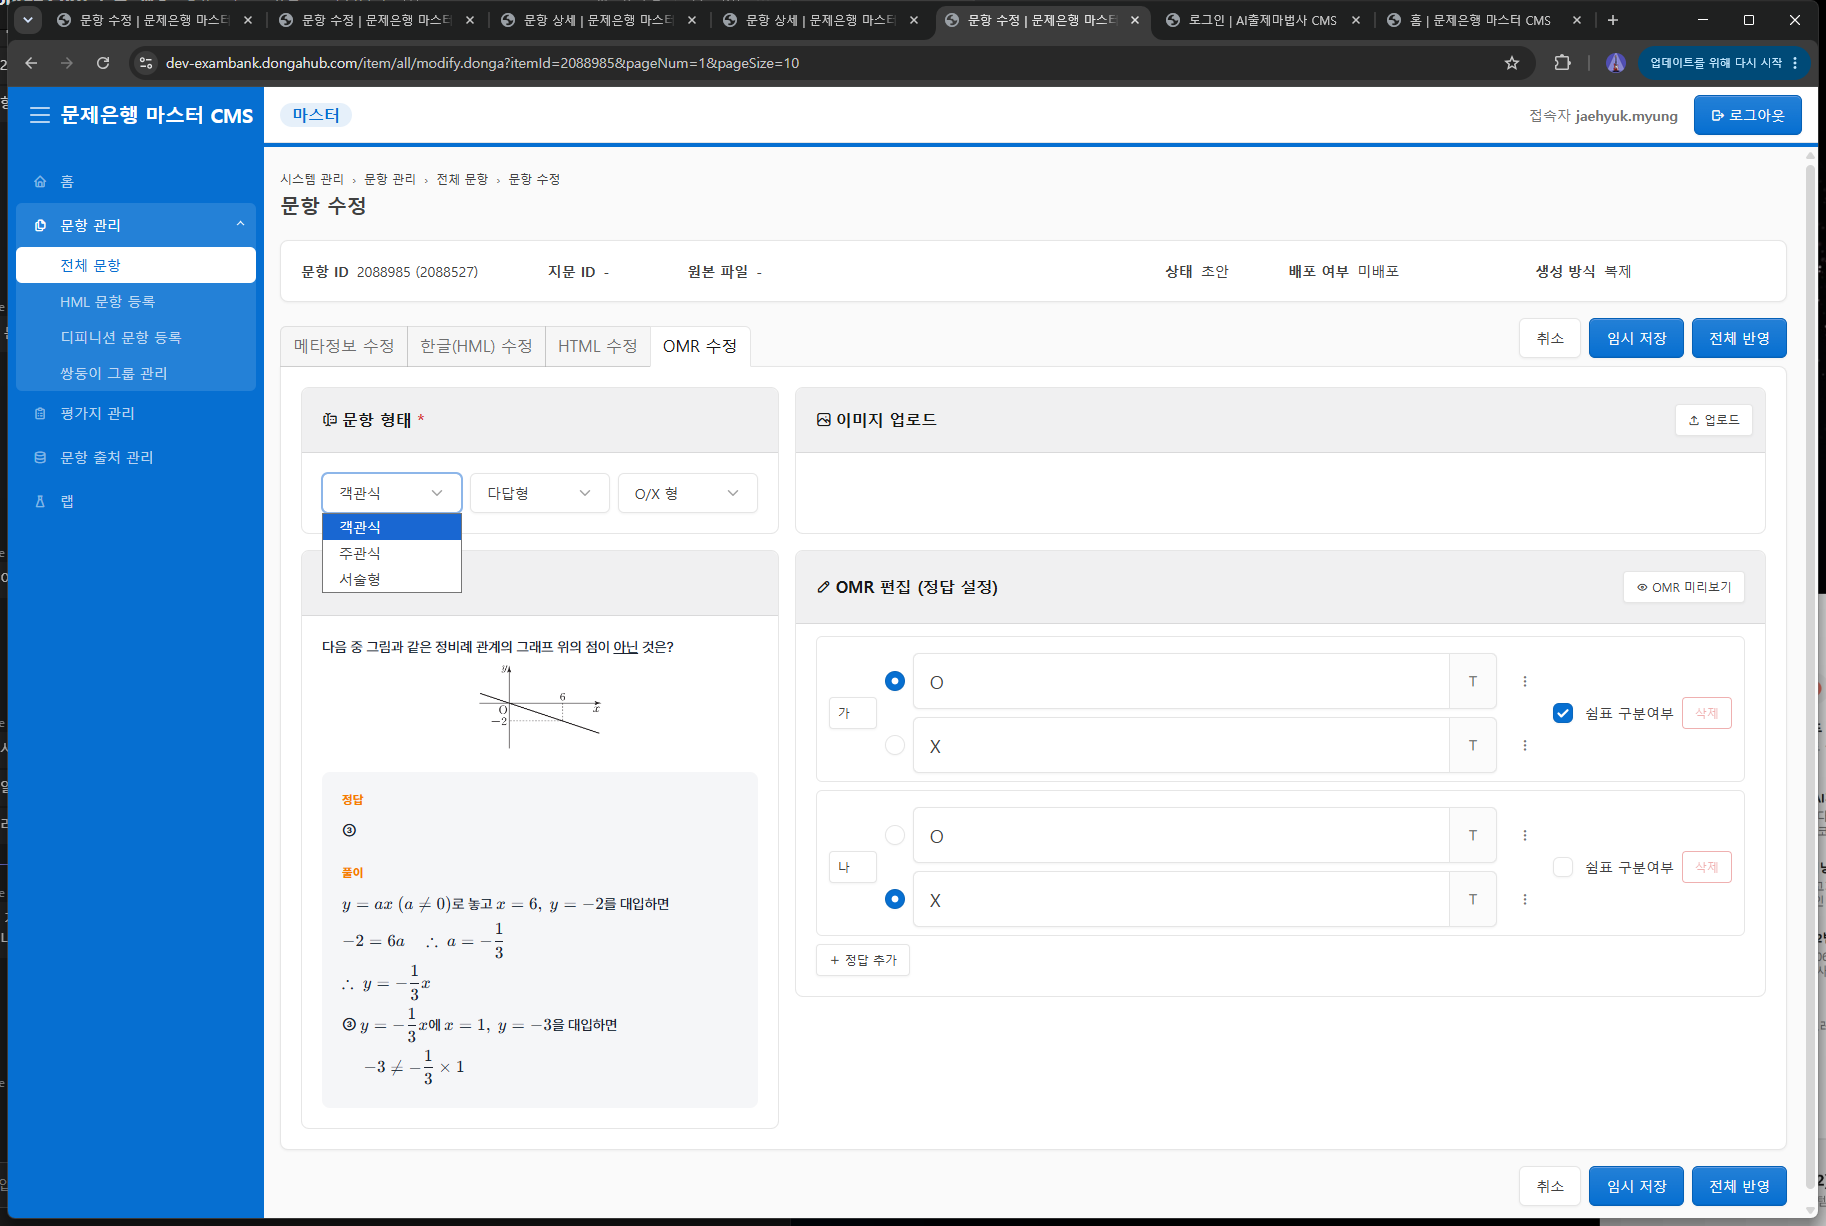 문항 수정 | 문제은행 마스터
문항 수정 | 문제은행 마스터
문항 상세 | 문제은행 마스터
문항 상세 | 문제은행 마스터
문항 수정 | 문제은행 마스터
로그인 | AI출제마법사 CMS
홈 | 문제은행 마스터 CMS
dev-exambank.dongahub.com/item/all/modify.donga?itemId=2088985&pageNum=1&pageSize=10
업데이트를 위해 다시 시작
문제은행 마스터 CMS
마스터
접속자 jaehyuk.myung
로그아웃
홈
문항 관리
전체 문항
HML 문항 등록
디피니션 문항 등록
쌍둥이 그룹 관리
평가지 관리
문항 출처 관리
랩
시스템 관리 › 문항 관리 › 전체 문항 › 문항 수정
문항 수정
문항 ID 2088985 (2088527)
지문 ID -
원본 파일 -
상태 초안
배포 여부 미배포
생성 방식 복제
메타정보 수정
한글(HML) 수정
HTML 수정
OMR 수정
취소
임시 저장
전체 반영
문항 형태 *
객관식
다답형
O/X 형
객관식
주관식
서술형
이미지 업로드
업로드
다음 중 그림과 같은 정비례 관계의 그래프 위의 점이 아닌 것은?
y
6
O
x
−2
정답
③
풀이
y = ax (a ≠ 0)로 놓고 x = 6, y = −2를 대입하면
−2 = 6a ∴ a = −1/3
∴ y = −1/3x
③ y = −1/3x에 x = 1, y = −3을 대입하면
−3 ≠ −1/3 × 1
OMR 편집 (정답 설정)
OMR 미리보기
가
O
T
X
T
쉼표 구분여부
삭제
나
O
T
X
T
쉼표 구분여부
삭제
+ 정답 추가
취소
임시 저장
전체 반영